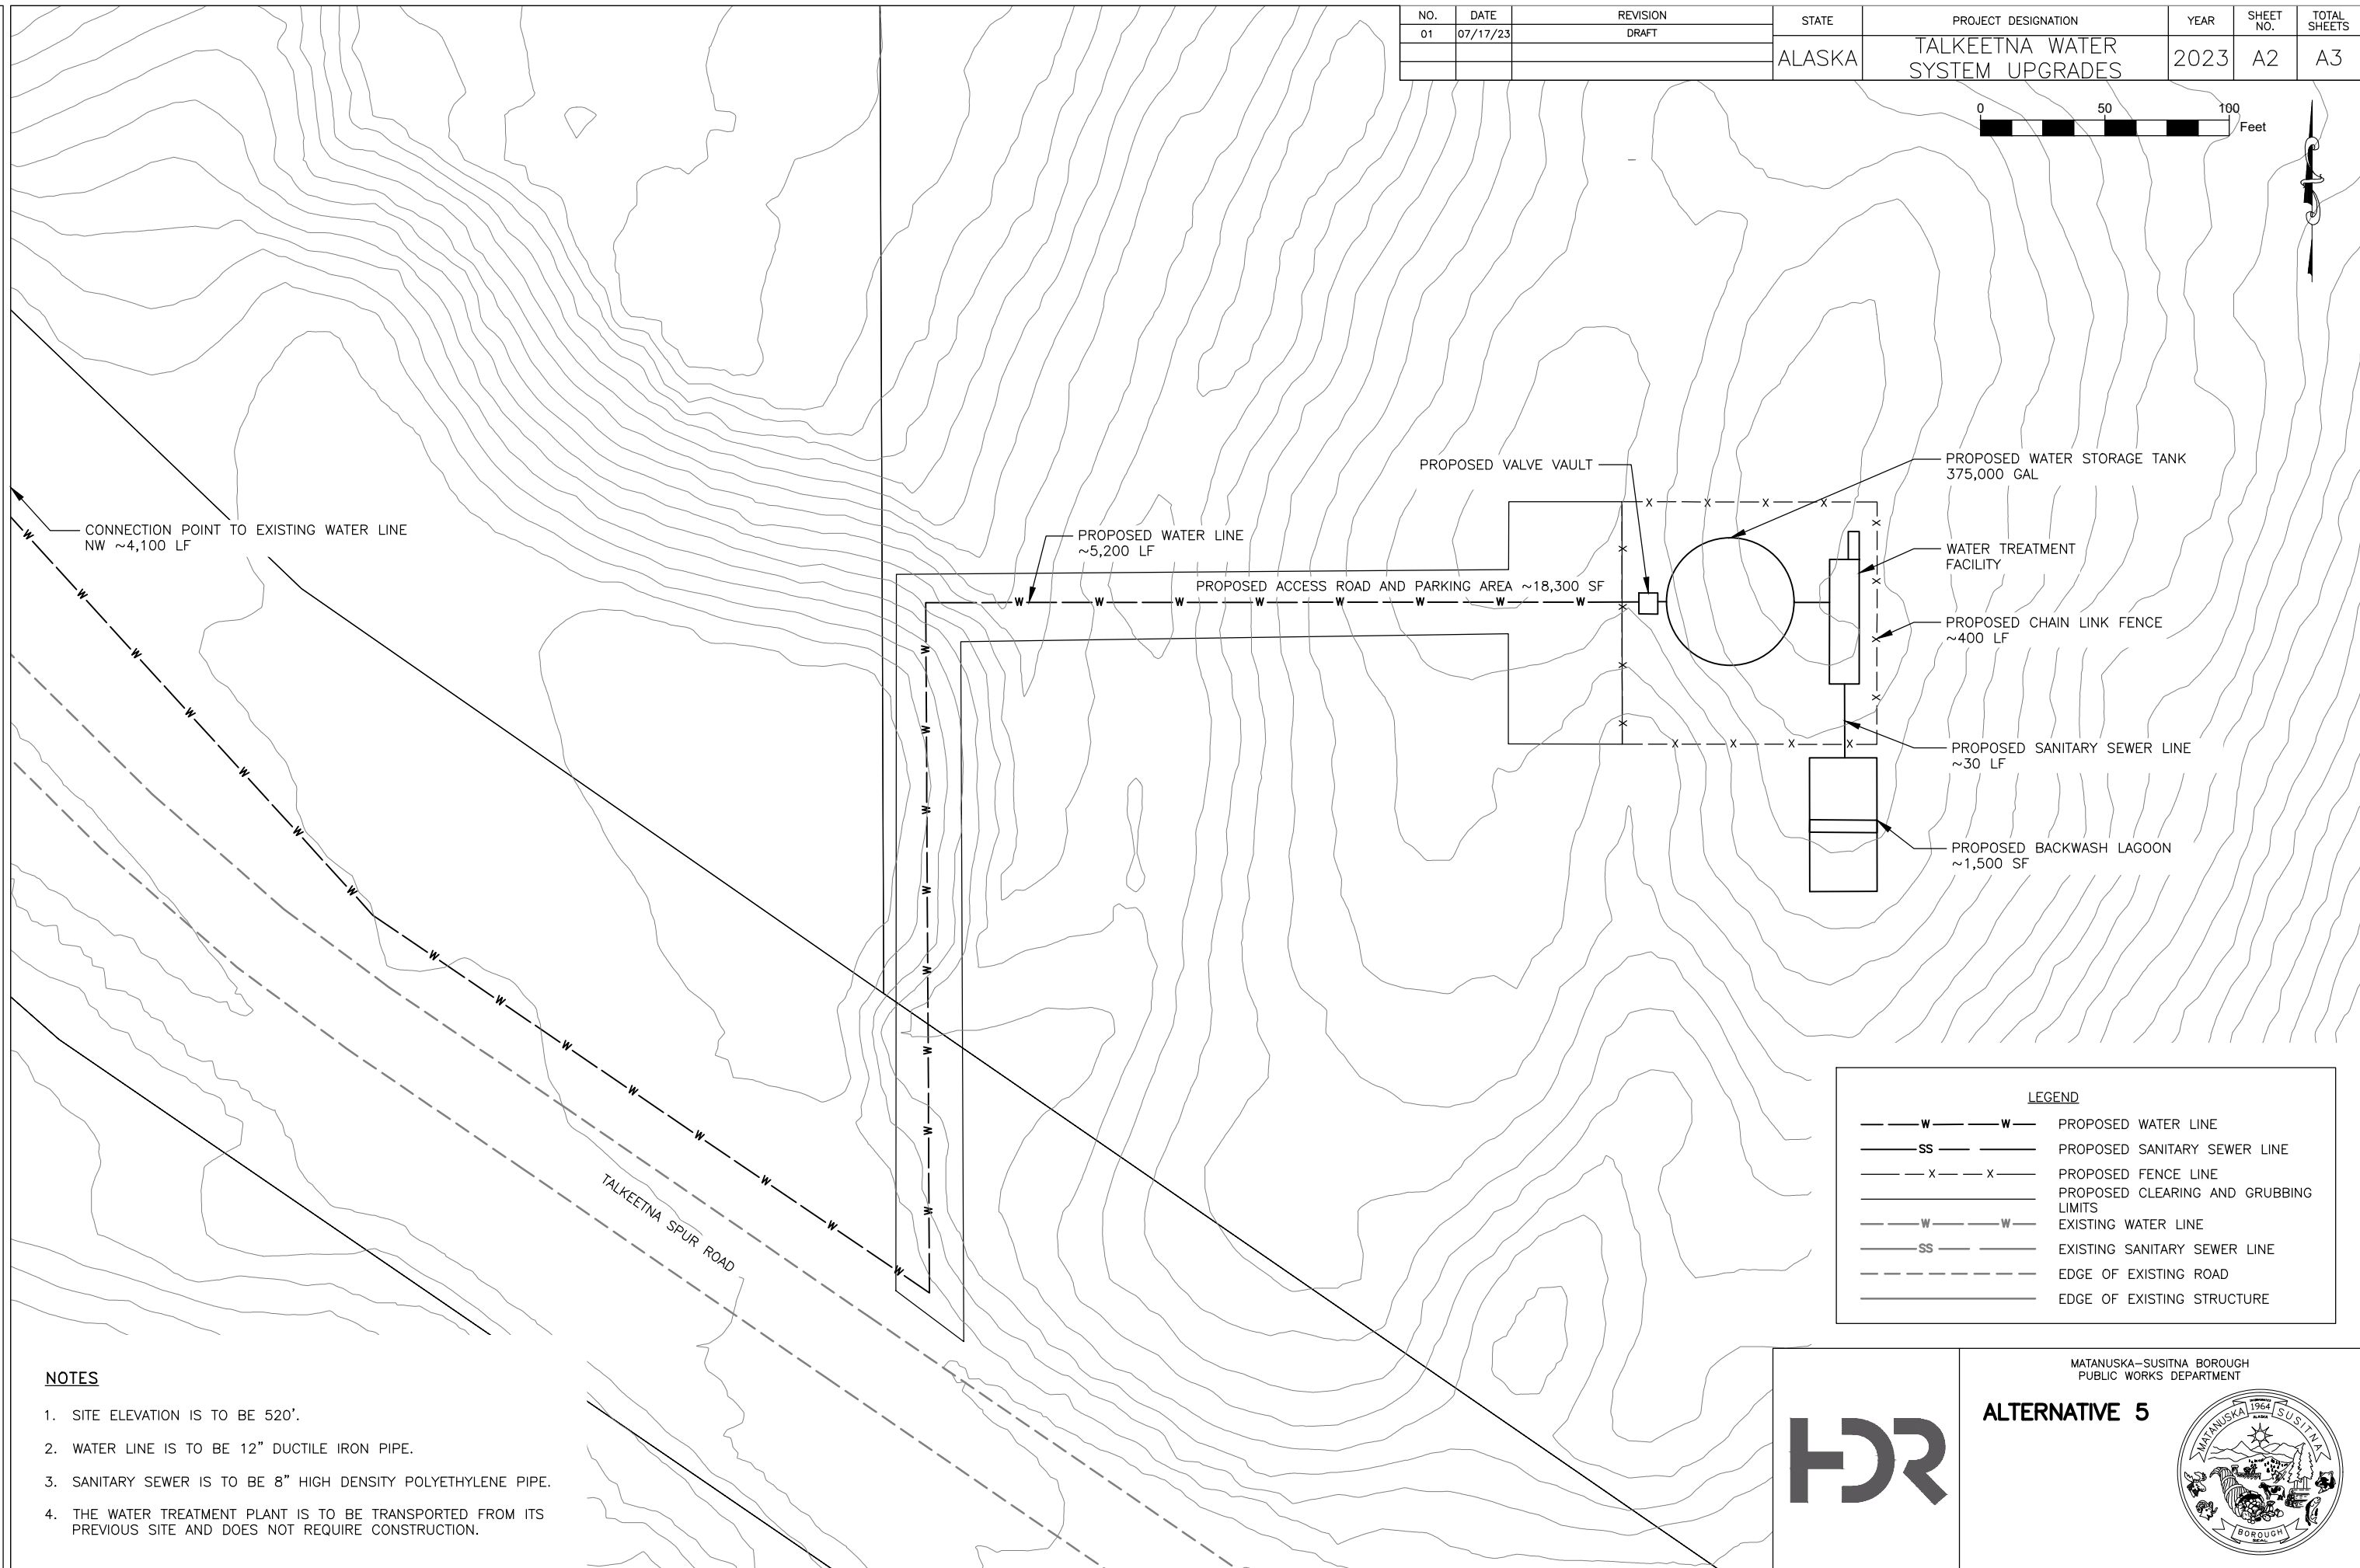 NO. DATE REVISION STATE PROJECT DESIGNATION YEAR SHEET NO. TOTAL SHEETS
01 07/17/23 DRAFT
ALASKA TALKEETNA WATER SYSTEM UPGRADES 2023 A2 A3
0 50 100
Feet
PROPOSED VALVE VAULT
PROPOSED WATER STORAGE TANK
375,000 GAL
CONNECTION POINT TO EXISTING WATER LINE
NW ~4,100 LF
PROPOSED WATER LINE
~5,200 LF
WATER TREATMENT
FACILITY
PROPOSED ACCESS ROAD AND PARKING AREA ~18,300 SF
PROPOSED CHAIN LINK FENCE
~400 LF
PROPOSED SANITARY SEWER LINE
~30 LF
PROPOSED BACKWASH LAGOON
~1,500 SF
TALKEETNA SPUR ROAD
LEGEND
W W PROPOSED WATER LINE
SS PROPOSED SANITARY SEWER LINE
X X PROPOSED FENCE LINE
PROPOSED CLEARING AND GRUBBING
LIMITS
W W EXISTING WATER LINE
SS EXISTING SANITARY SEWER LINE
EDGE OF EXISTING ROAD
EDGE OF EXISTING STRUCTURE
NOTES
1. SITE ELEVATION IS TO BE 520'.
2. WATER LINE IS TO BE 12" DUCTILE IRON PIPE.
3. SANITARY SEWER IS TO BE 8" HIGH DENSITY POLYETHYLENE PIPE.
4. THE WATER TREATMENT PLANT IS TO BE TRANSPORTED FROM ITS
PREVIOUS SITE AND DOES NOT REQUIRE CONSTRUCTION.
HDR
MATANUSKA-SUSITNA BOROUGH
PUBLIC WORKS DEPARTMENT
ALTERNATIVE 5
MATANUSKA 1964 SUSITNA
BOROUGH
SEAL